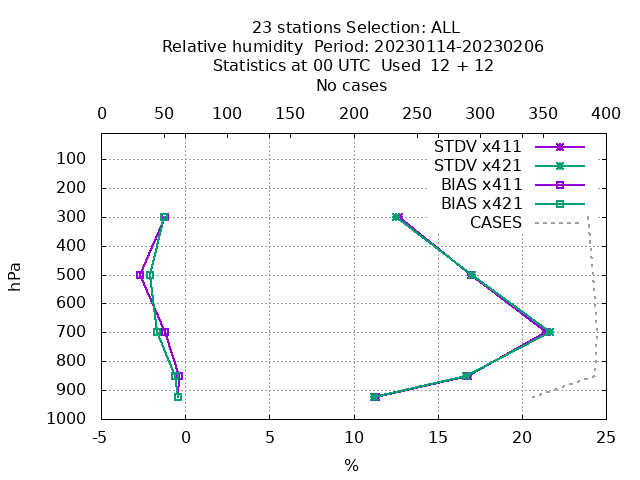 23 stations Selection: ALL
Relative humidity  Period: 20230114-20230206
Statistics at 00 UTC  Used  12 + 12
No cases
0 50 100 150 200 250 300 350 400
STDV x411
STDV x421
BIAS x411
BIAS x421
CASES
100
200
300
400
500
600
700
800
900
1000
hPa
-5 0 5 10 15 20 25
%